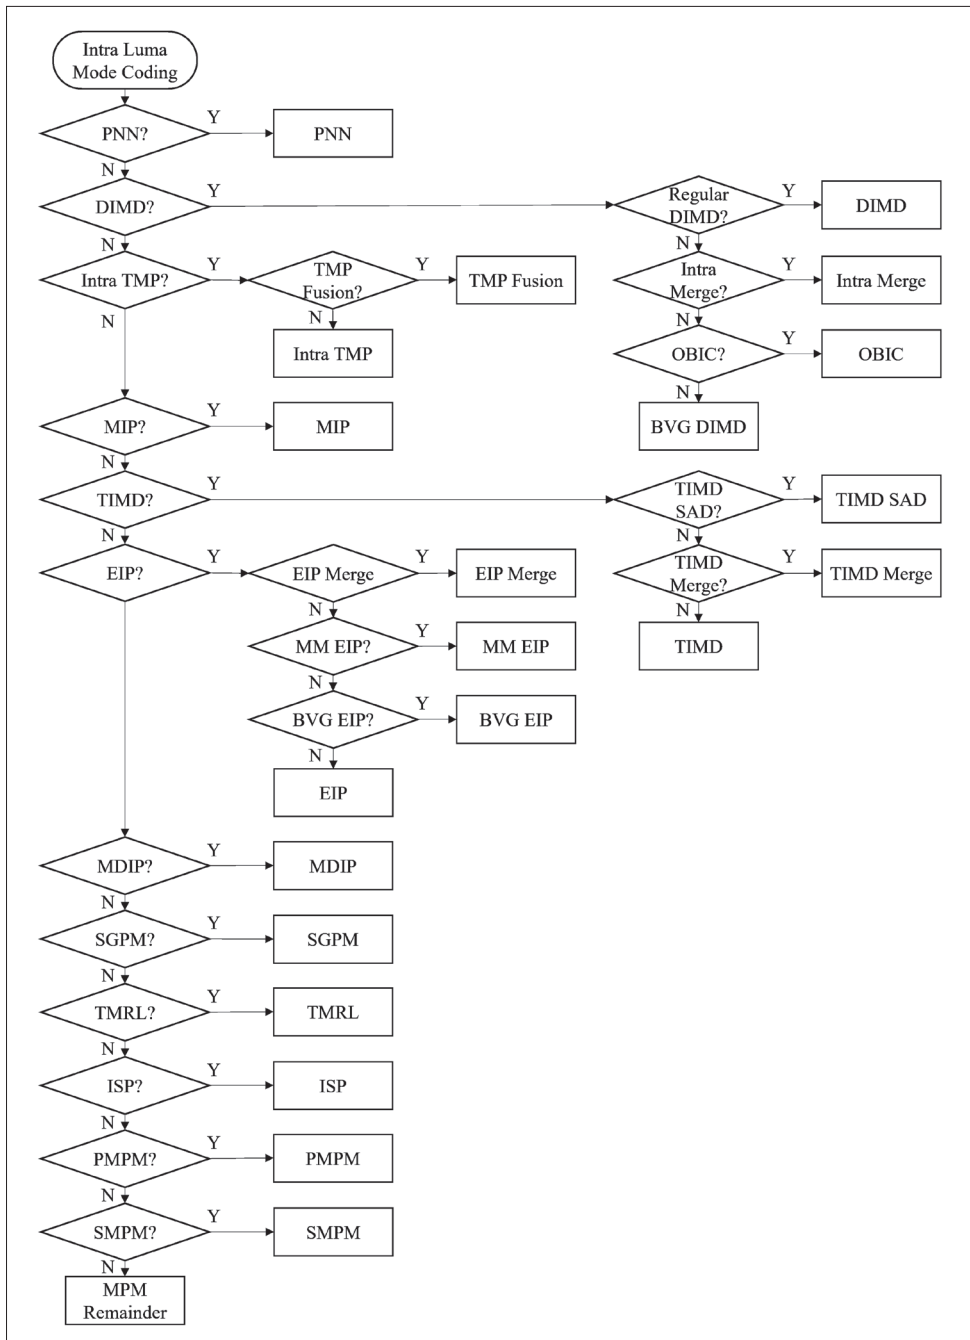 Intra Luma
Mode Coding
PNN?
Y
PNN
N
DIMD?
Y
Regular
DIMD?
Y
DIMD
N
N
Intra TMP?
Y
TMP
Fusion?
Y
TMP Fusion
Intra
Merge?
Y
Intra Merge
N
N
Intra TMP
N
OBIC?
Y
OBIC
N
BVG DIMD
MIP?
Y
MIP
N
TIMD?
Y
TIMD
SAD?
Y
TIMD SAD
N
N
EIP?
Y
EIP Merge
Y
EIP Merge
TIMD
Merge?
Y
TIMD Merge
N
N
MM EIP?
Y
MM EIP
TIMD
N
BVG EIP?
Y
BVG EIP
N
EIP
MDIP?
Y
MDIP
N
SGPM?
Y
SGPM
N
TMRL?
Y
TMRL
N
ISP?
Y
ISP
N
PMPM?
Y
PMPM
N
SMPM?
Y
SMPM
N
MPM
Remainder